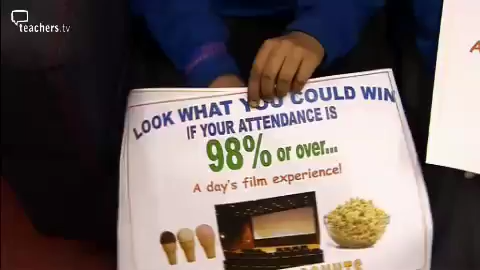 teachers.tv
LOOK WHAT YOU COULD WIN
IF YOUR ATTENDANCE IS
98% or over...
A day's film experience!
A